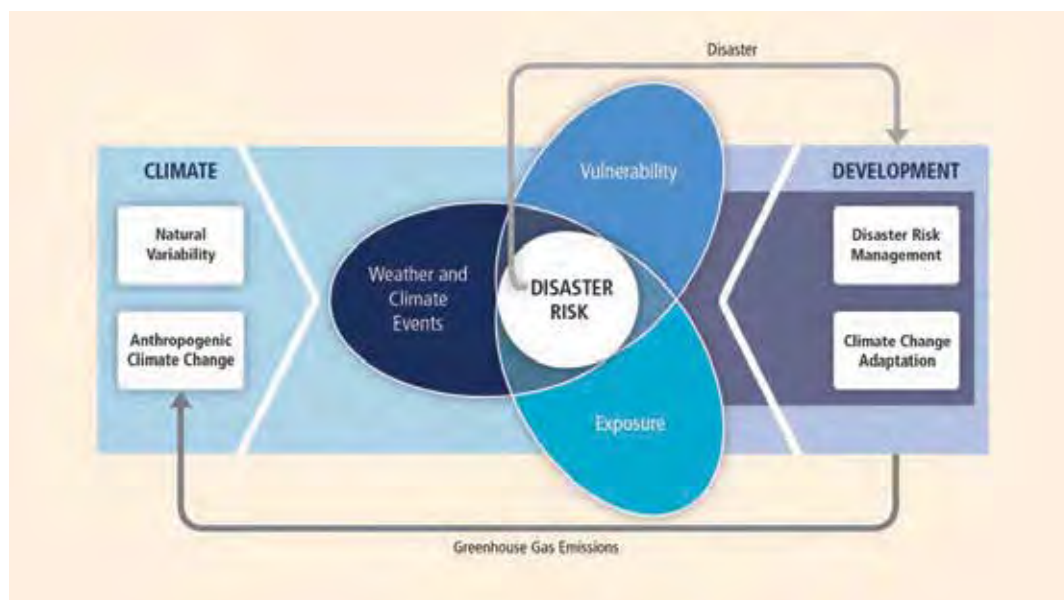 Disaster
CLIMATE
Natural
Variability
Anthropogenic
Climate Change
Vulnerability
Weather and
Climate
Events
DISASTER
RISK
Exposure
DEVELOPMENT
Disaster Risk
Management
Climate Change
Adaptation
Greenhouse Gas Emissions